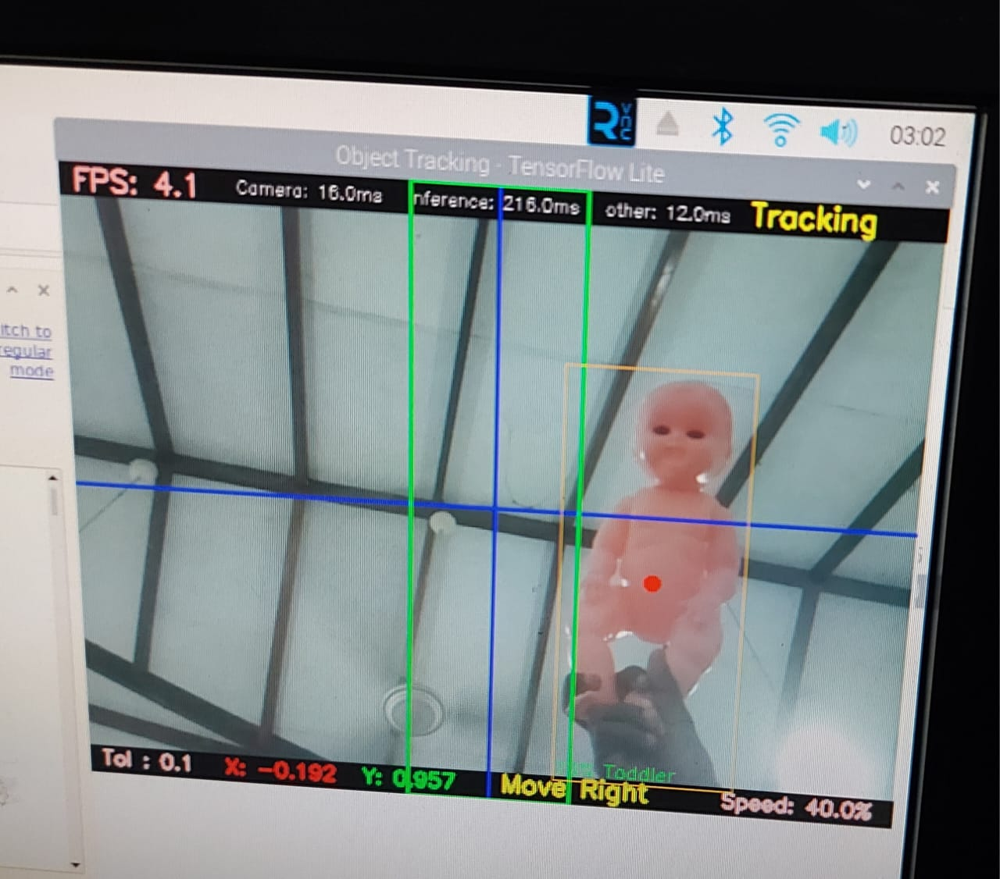 R VNC
03:02
Object Tracking - TensorFlow Lite
FPS: 4.1 Camera: 16.0ms nference: 216.0ms other: 12.0ms Tracking
itch to
regular
mode
Toddler
Tol : 0.1 X: -0.192 Y: 0.957 Move Right Speed: 40.0%